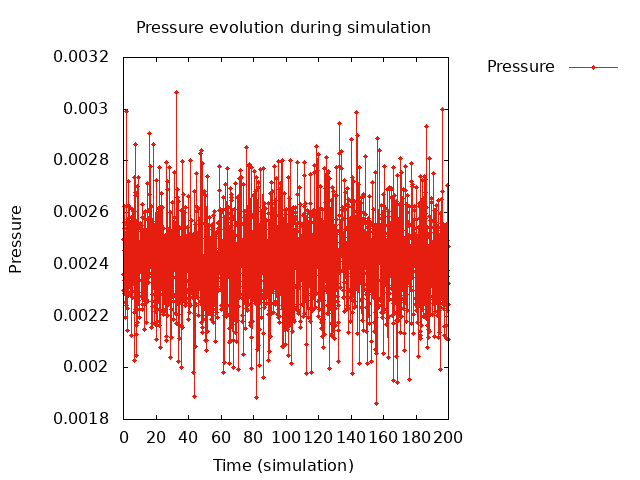 Pressure evolution during simulation
0.0032
0.003
0.0028
0.0026
0.0024
0.0022
0.002
0.0018
Pressure
0 20 40 60 80 100 120 140 160 180 200
Time (simulation)
Pressure